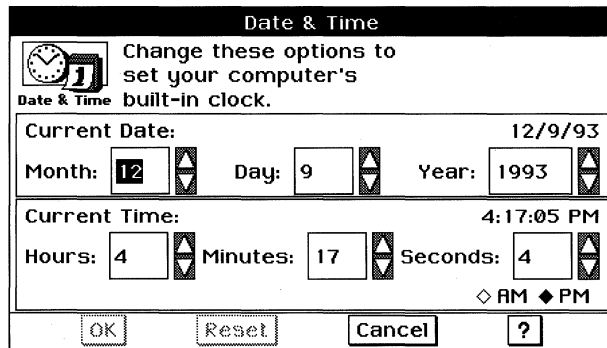 Date & Time
Change these options to
set your computer's
built-in clock.
1
Date & Time
Current Date: 12/9/93
Month: 12 Day: 9 Year: 1993
Current Time: 4:17:05 PM
Hours: 4 Minutes: 17 Seconds: 4
AM PM
OK Reset Cancel ?